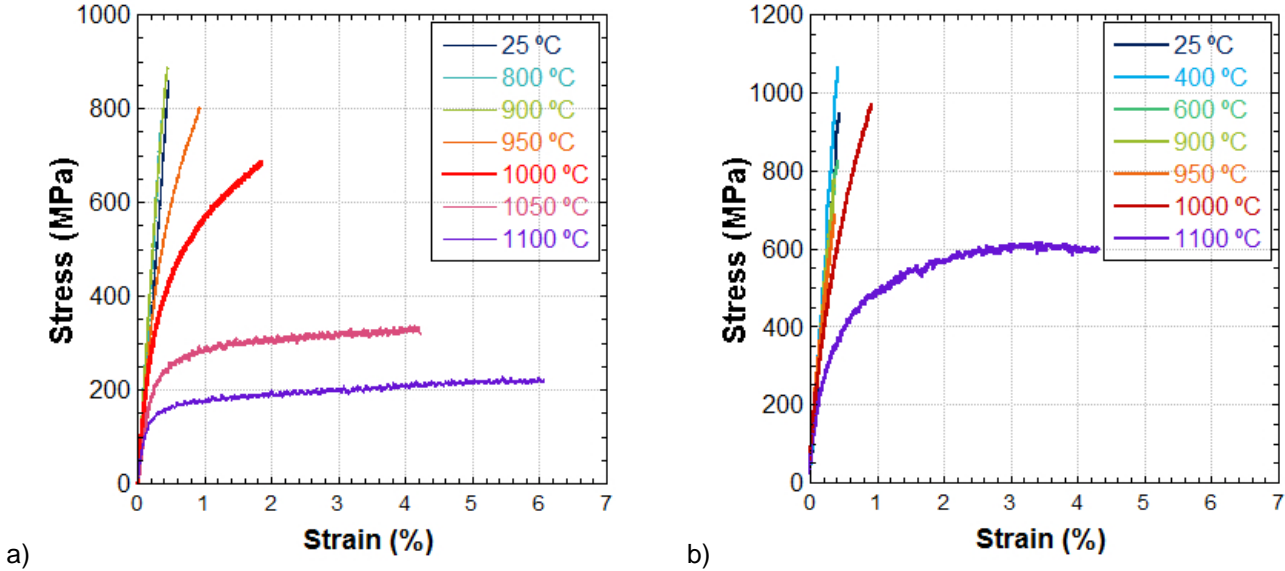 1000
800
600
400
200
0
0
1
2
3
4
5
6
7
Stress (MPa)
Strain (%)
25 ºC
800 ºC
900 ºC
950 ºC
1000 ºC
1050 ºC
1100 ºC
a)
1200
1000
800
600
400
200
0
0
1
2
3
4
5
6
7
Stress (MPa)
Strain (%)
25 ºC
400 ºC
600 ºC
900 ºC
950 ºC
1000 ºC
1100 ºC
b)